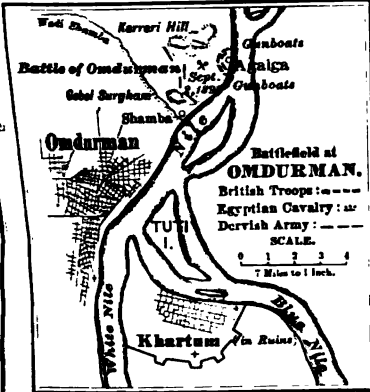 Wadi Shamba
Kerreri Hill
Gunboats
Battle of Omdurman
Sept.
Agaiga
Gunboats
Gebel Surgham
Shamba
Nile
Omdurman
Battlefield at
OMDURMAN.
British Troops:
Egyptian Cavalry:
Dervish Army:
SCALE.
0 1 2 3 4
7 Miles to 1 Inch.
TUTI
I.
White Nile
Blue Nile
Khartum
(in Ruins)